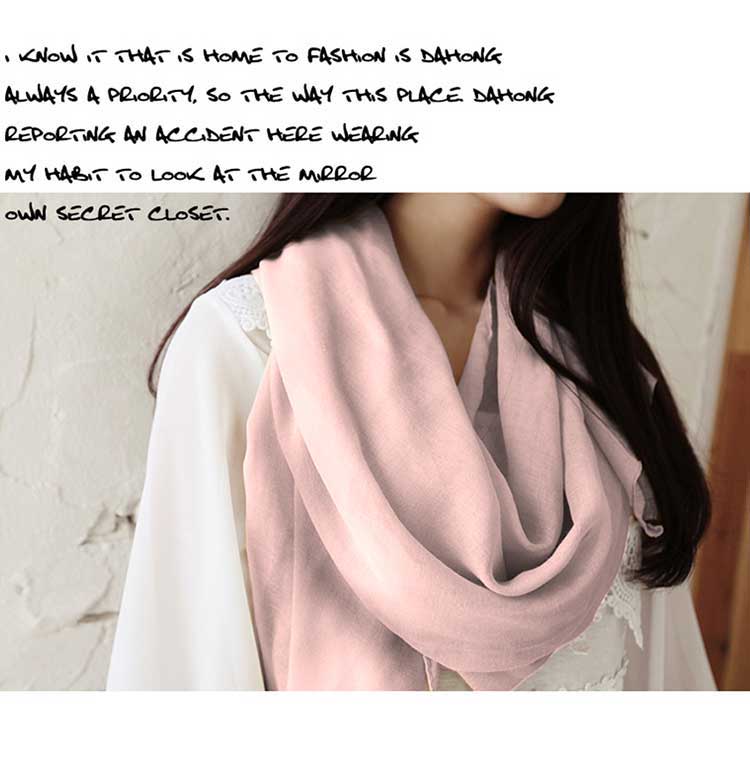 I KNOW IT THAT IS HOME TO FASHION IS DAHONG
ALWAYS A PRIORITY, SO THE WAY THIS PLACE DAHONG
REPORTING AN ACCIDENT HERE WEARING
MY HABIT TO LOOK AT THE MIRROR
OWN SECRET CLOSET.